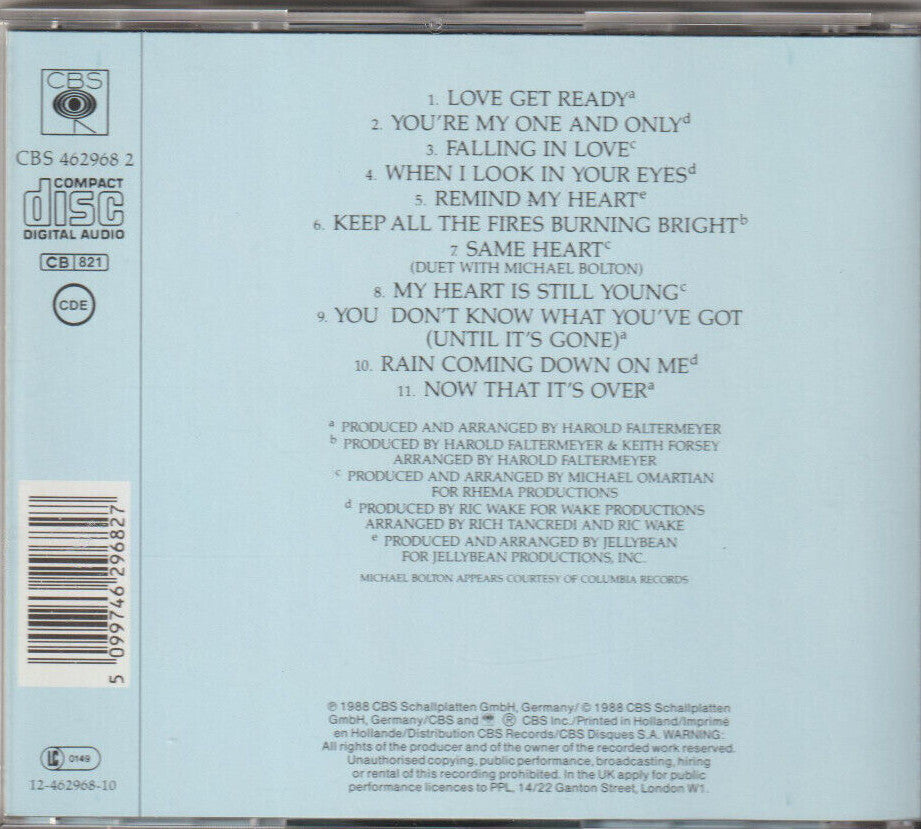 CBS
CBS 462968 2
COMPACT
disc
DIGITAL AUDIO
CB 821
CDE
1. LOVE GET READYᵃ
2. YOU'RE MY ONE AND ONLYᵈ
3. FALLING IN LOVEᶜ
4. WHEN I LOOK IN YOUR EYESᵈ
5. REMIND MY HEARTᵉ
6. KEEP ALL THE FIRES BURNING BRIGHTᵇ
7. SAME HEARTᶜ
(DUET WITH MICHAEL BOLTON)
8. MY HEART IS STILL YOUNGᶜ
9. YOU DON'T KNOW WHAT YOU'VE GOT
(UNTIL IT'S GONE)ᵃ
10. RAIN COMING DOWN ON MEᵈ
11. NOW THAT IT'S OVERᵃ
ᵃ PRODUCED AND ARRANGED BY HAROLD FALTERMEYER
ᵇ PRODUCED BY HAROLD FALTERMEYER & KEITH FORSEY
ARRANGED BY HAROLD FALTERMEYER
ᶜ PRODUCED AND ARRANGED BY MICHAEL OMARTIAN
FOR RHEMA PRODUCTIONS
ᵈ PRODUCED BY RIC WAKE FOR WAKE PRODUCTIONS
ARRANGED BY RICH TANCREDI AND RIC WAKE
ᵉ PRODUCED AND ARRANGED BY JELLYBEAN
FOR JELLYBEAN PRODUCTIONS, INC.
MICHAEL BOLTON APPEARS COURTESY OF COLUMBIA RECORDS
5 099746 296827
℗ 1988 CBS Schallplatten GmbH, Germany/ © 1988 CBS Schallplatten
GmbH, Germany/CBS and ® CBS Inc./Printed in Holland/Imprimé
en Hollande/Distribution CBS Records/CBS Disques S.A. WARNING:
All rights of the producer and of the owner of the recorded work reserved.
Unauthorised copying, public performance, broadcasting, hiring
or rental of this recording prohibited. In the UK apply for public
performance licences to PPL, 14/22 Ganton Street, London W1.
LC 0149
12-462968-10